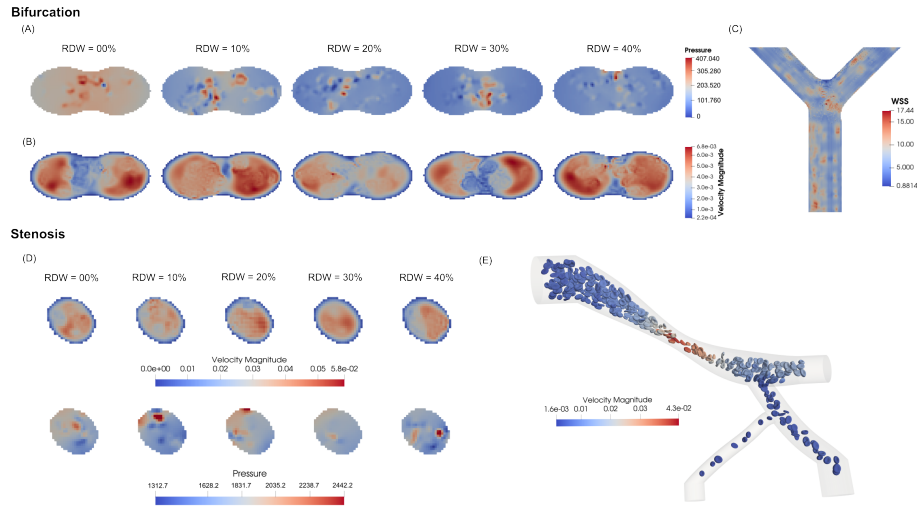 Bifurcation
(A)
RDW = 00%
RDW = 10%
RDW = 20%
RDW = 30%
RDW = 40%
Pressure
407.040
305.280
203.520
101.760
0
(B)
6.8e-03
6.0e-3
5.0e-3
4.0e-3
3.0e-3
2.0e-3
1.0e-3
2.2e-04
Velocity Magnitude
(C)
WSS
17.44
15.00
10.00
5.000
0.8814
Stenosis
(D)
RDW = 00%
RDW = 10%
RDW = 20%
RDW = 30%
RDW = 40%
Velocity Magnitude
0.0e+00 0.01 0.02 0.03 0.04 0.05 5.8e-02
Pressure
1312.7 1628.2 1831.7 2035.2 2238.7 2442.2
(E)
Velocity Magnitude
1.6e-03 0.01 0.02 0.03 4.3e-02